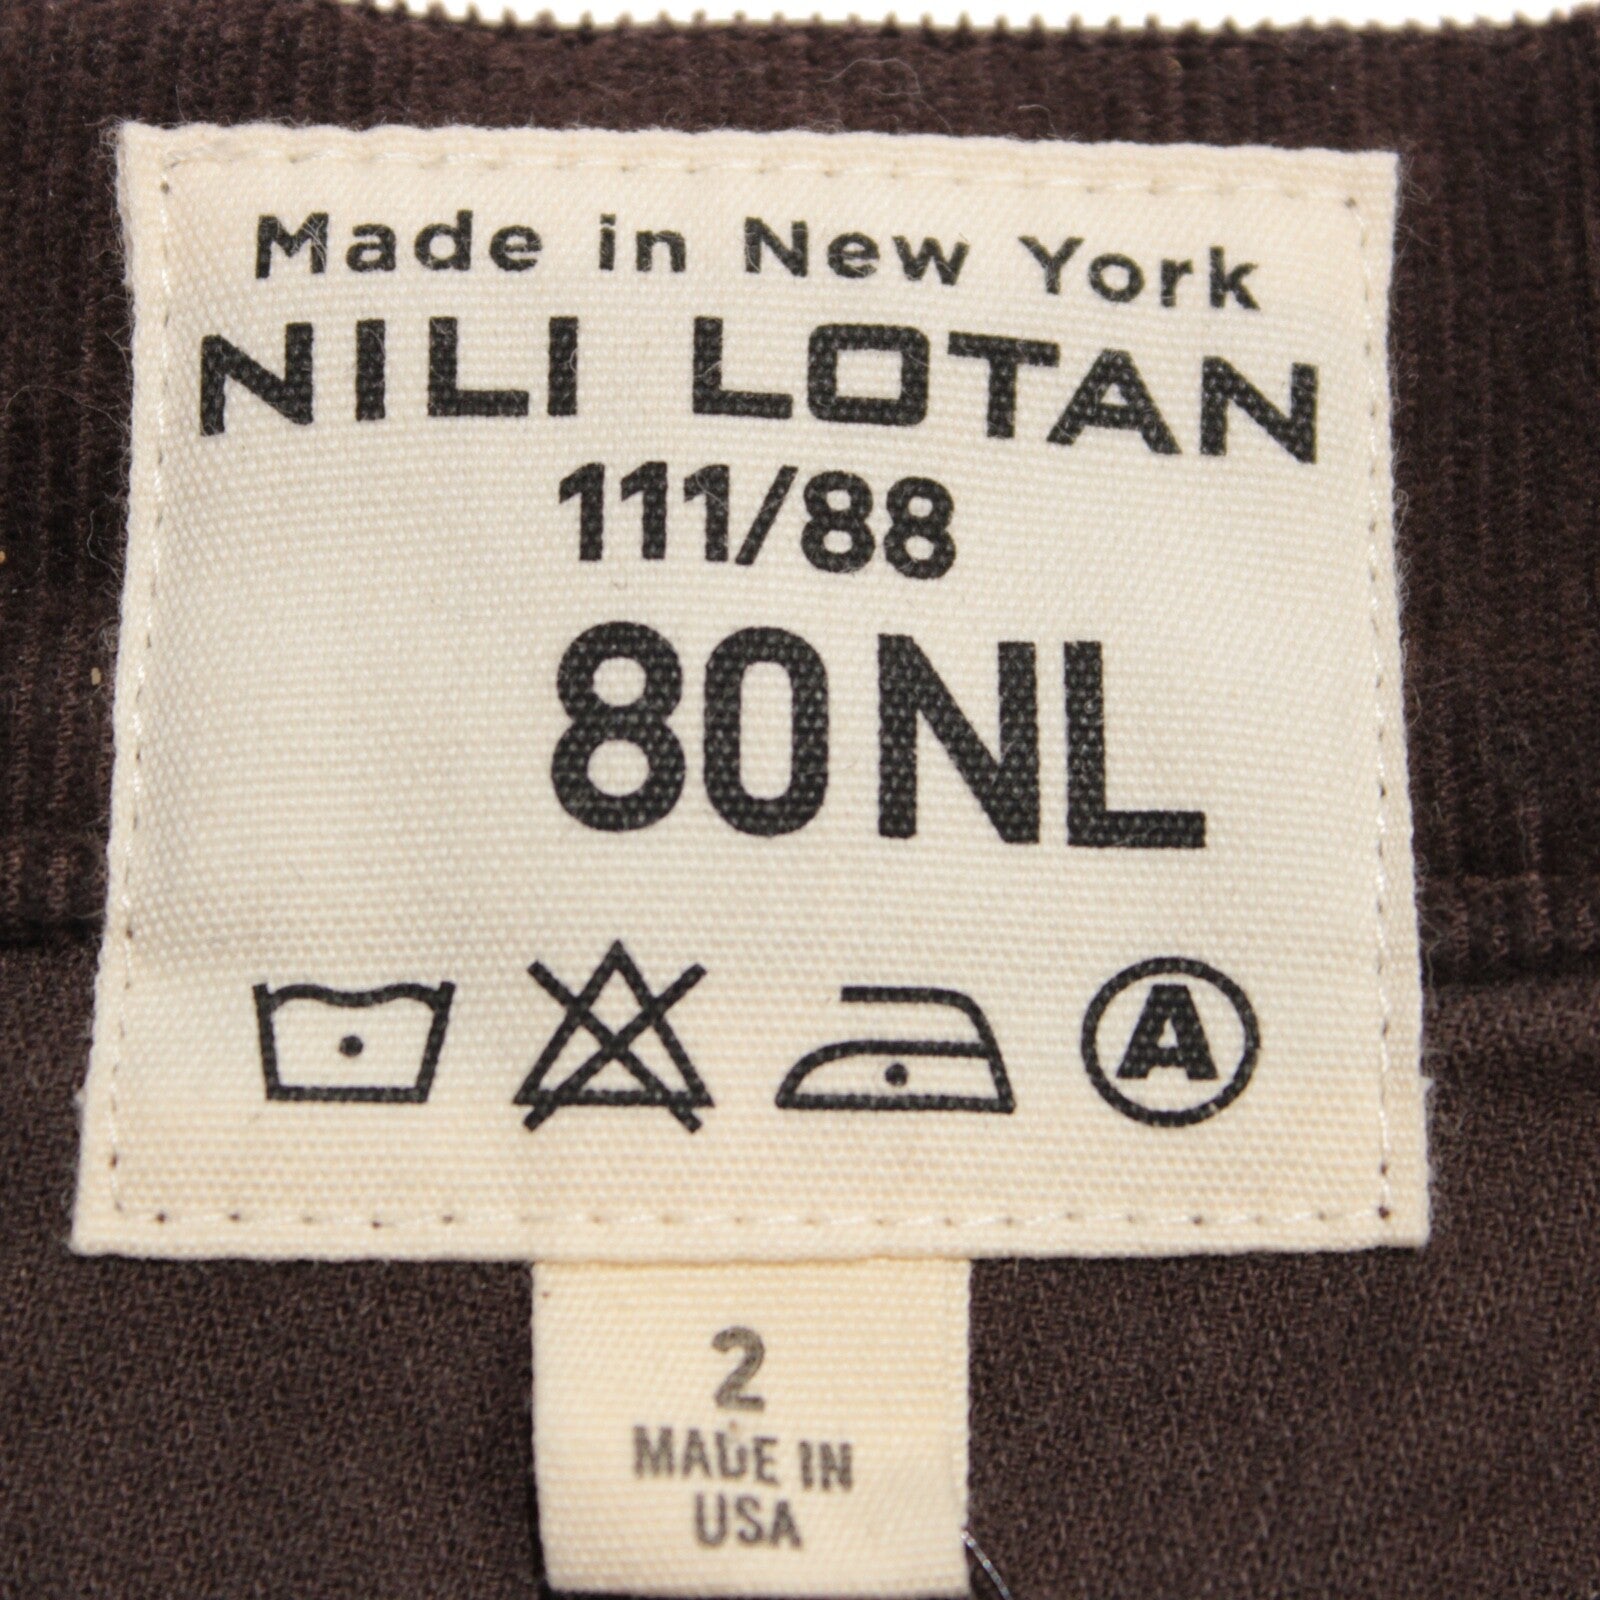 Made in New York
NILI LOTAN
111/88
80NL
A
2
MADE IN
USA